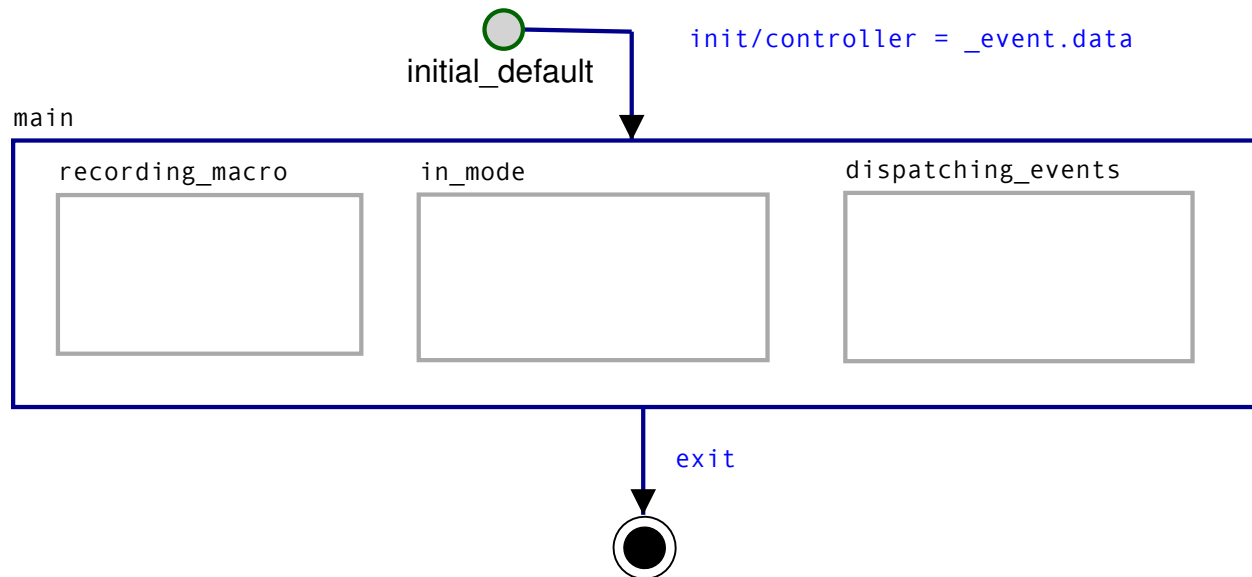 init/controller = _event.data
initial_default
main
recording_macro
in_mode
dispatching_events
exit